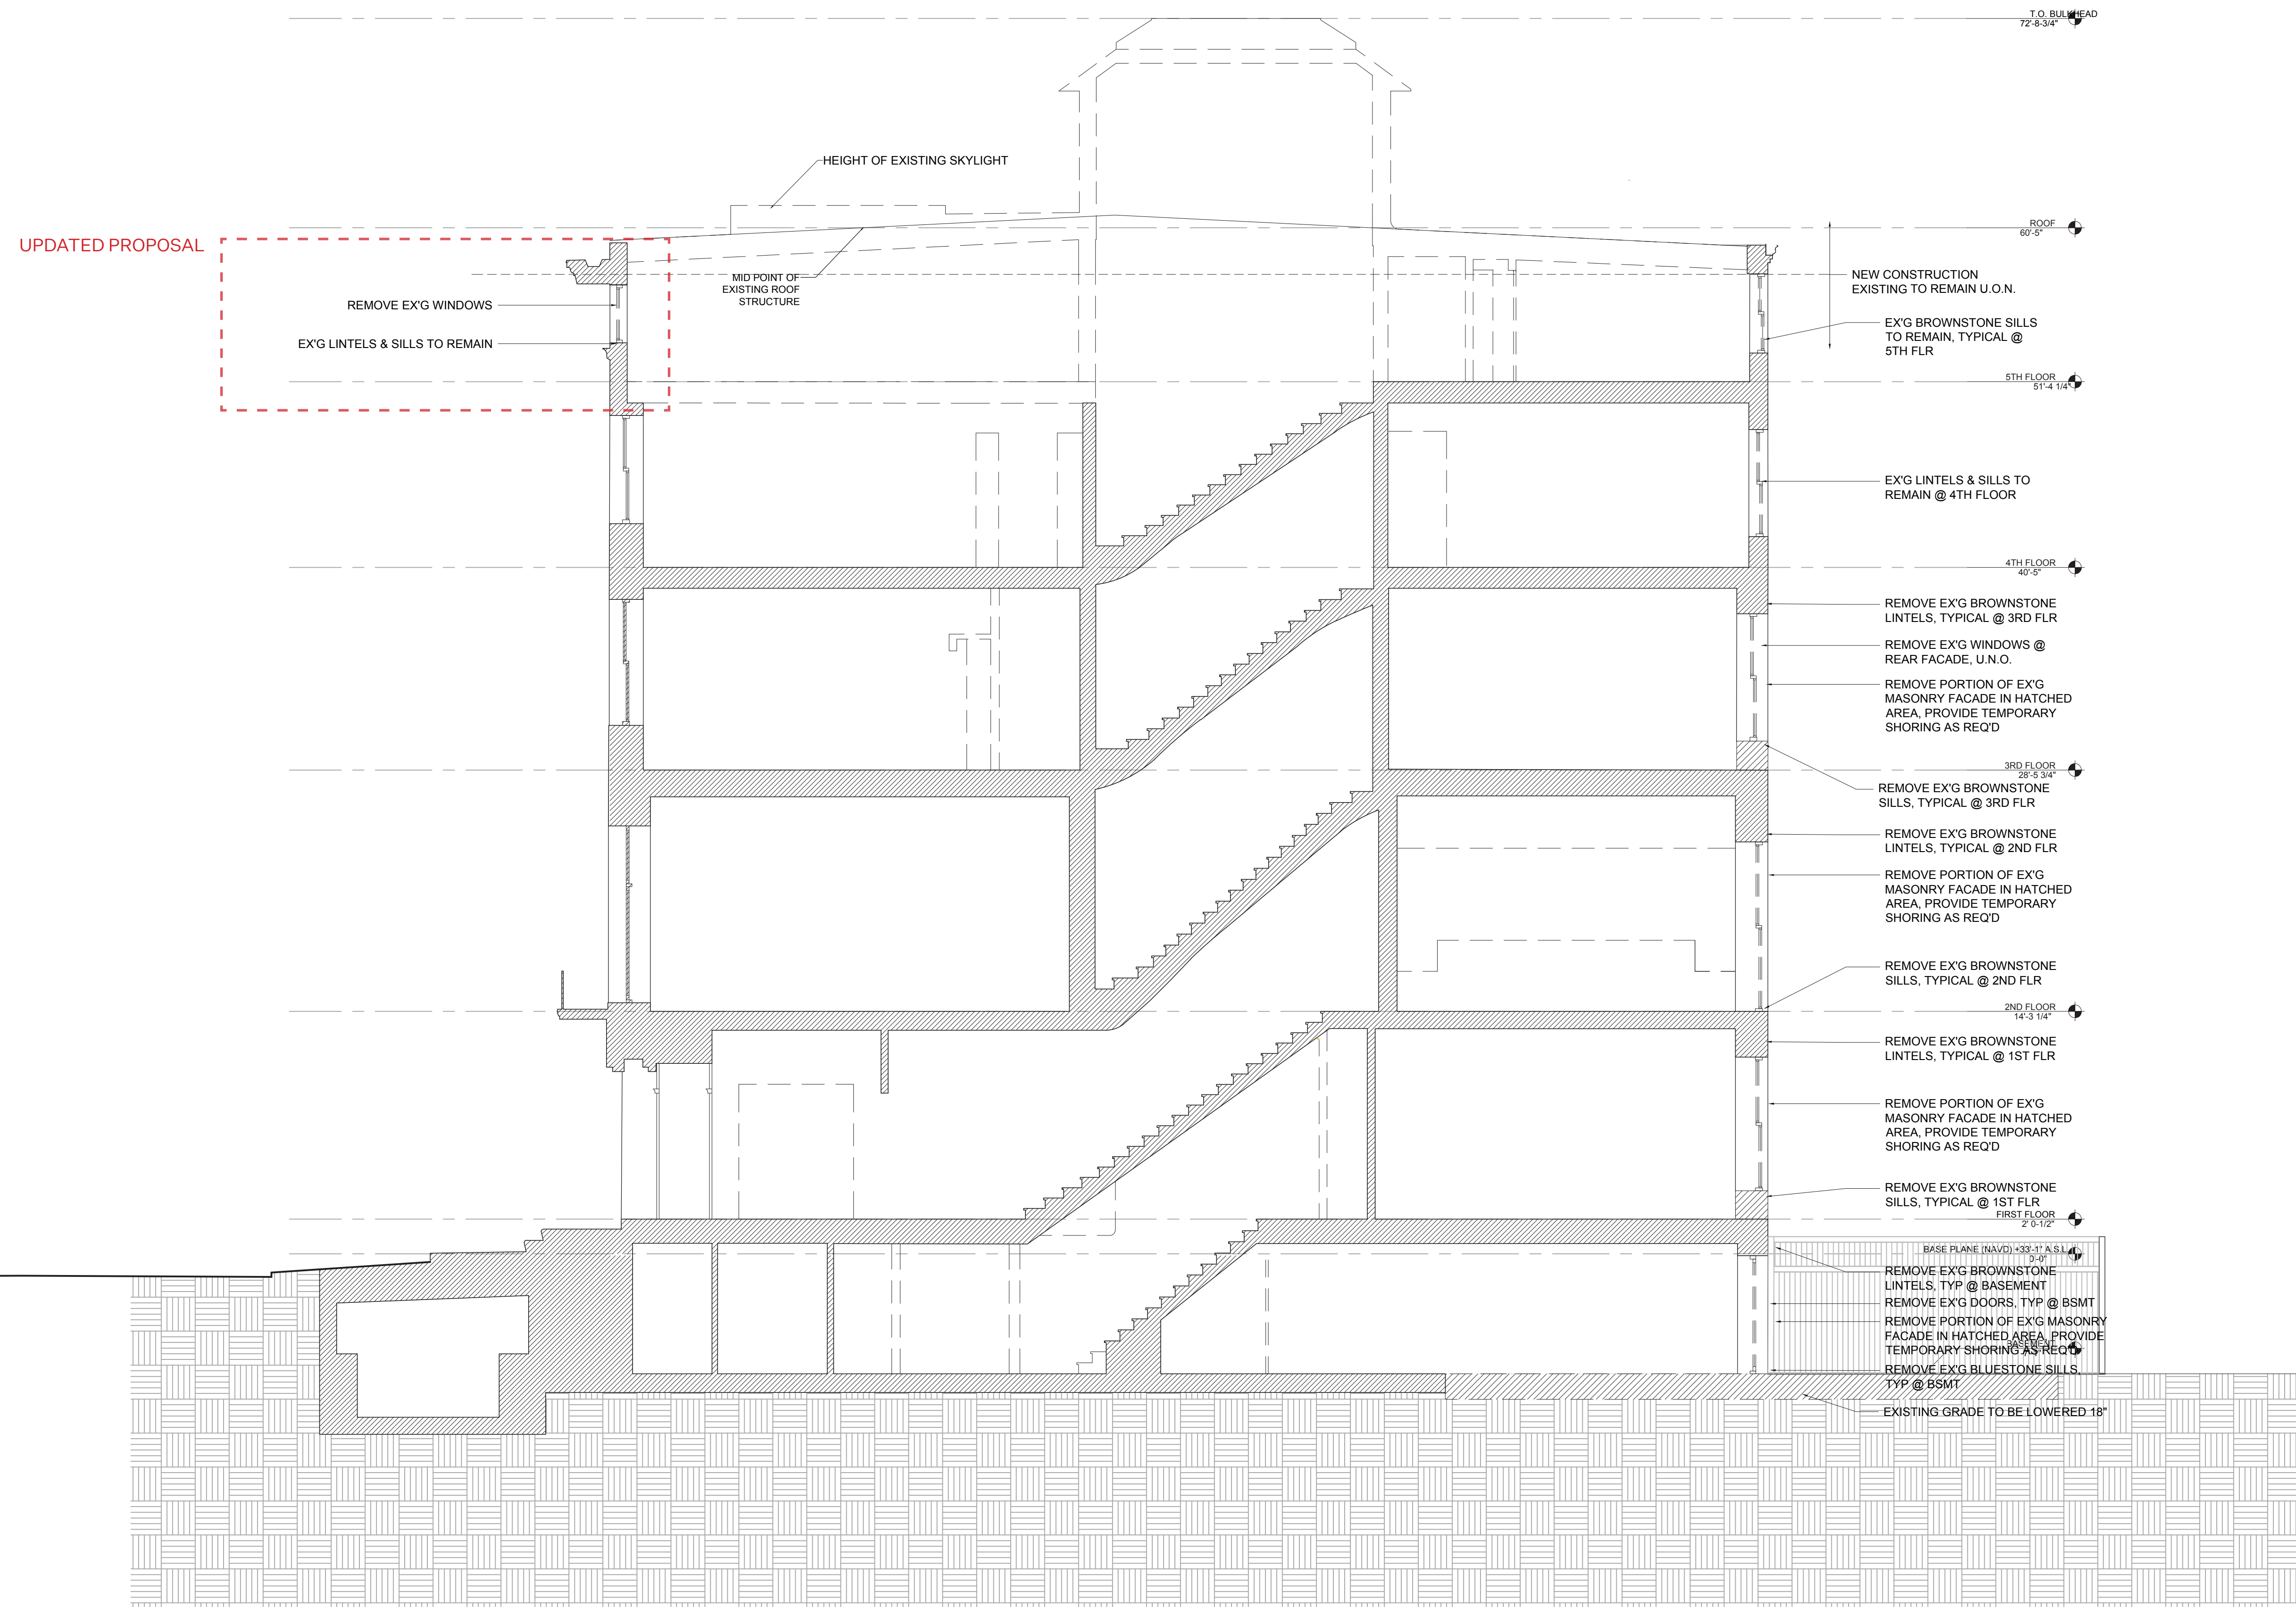 T.O. BULKHEAD
72'-8-3/4"
HEIGHT OF EXISTING SKYLIGHT
ROOF
60'-5"
UPDATED PROPOSAL
MID POINT OF
EXISTING ROOF
STRUCTURE
NEW CONSTRUCTION
EXISTING TO REMAIN U.O.N.
REMOVE EX'G WINDOWS
EX'G LINTELS & SILLS TO REMAIN
EX'G BROWNSTONE SILLS
TO REMAIN, TYPICAL @
5TH FLR
5TH FLOOR
51'-4 1/4"
EX'G LINTELS & SILLS TO
REMAIN @ 4TH FLOOR
4TH FLOOR
40'-5"
REMOVE EX'G BROWNSTONE
LINTELS, TYPICAL @ 3RD FLR
REMOVE EX'G WINDOWS @
REAR FACADE, U.N.O.
REMOVE PORTION OF EX'G
MASONRY FACADE IN HATCHED
AREA, PROVIDE TEMPORARY
SHORING AS REQ'D
3RD FLOOR
28'-5 3/4"
REMOVE EX'G BROWNSTONE
SILLS, TYPICAL @ 3RD FLR
REMOVE EX'G BROWNSTONE
LINTELS, TYPICAL @ 2ND FLR
REMOVE PORTION OF EX'G
MASONRY FACADE IN HATCHED
AREA, PROVIDE TEMPORARY
SHORING AS REQ'D
REMOVE EX'G BROWNSTONE
SILLS, TYPICAL @ 2ND FLR
2ND FLOOR
14'-3 1/4"
REMOVE EX'G BROWNSTONE
LINTELS, TYPICAL @ 1ST FLR
REMOVE PORTION OF EX'G
MASONRY FACADE IN HATCHED
AREA, PROVIDE TEMPORARY
SHORING AS REQ'D
REMOVE EX'G BROWNSTONE
SILLS, TYPICAL @ 1ST FLR
FIRST FLOOR
2' 0-1/2"
BASE PLANE (NAVD) +33'-1" A.S.L.
0'-0"
REMOVE EX'G BROWNSTONE
LINTELS, TYP @ BASEMENT
REMOVE EX'G DOORS, TYP @ BSMT
REMOVE PORTION OF EX'G MASONRY
FACADE IN HATCHED AREA, PROVIDE
TEMPORARY SHORING AS REQ'D
BASEMENT
REMOVE EX'G BLUESTONE SILLS,
TYP @ BSMT
EXISTING GRADE TO BE LOWERED 18"